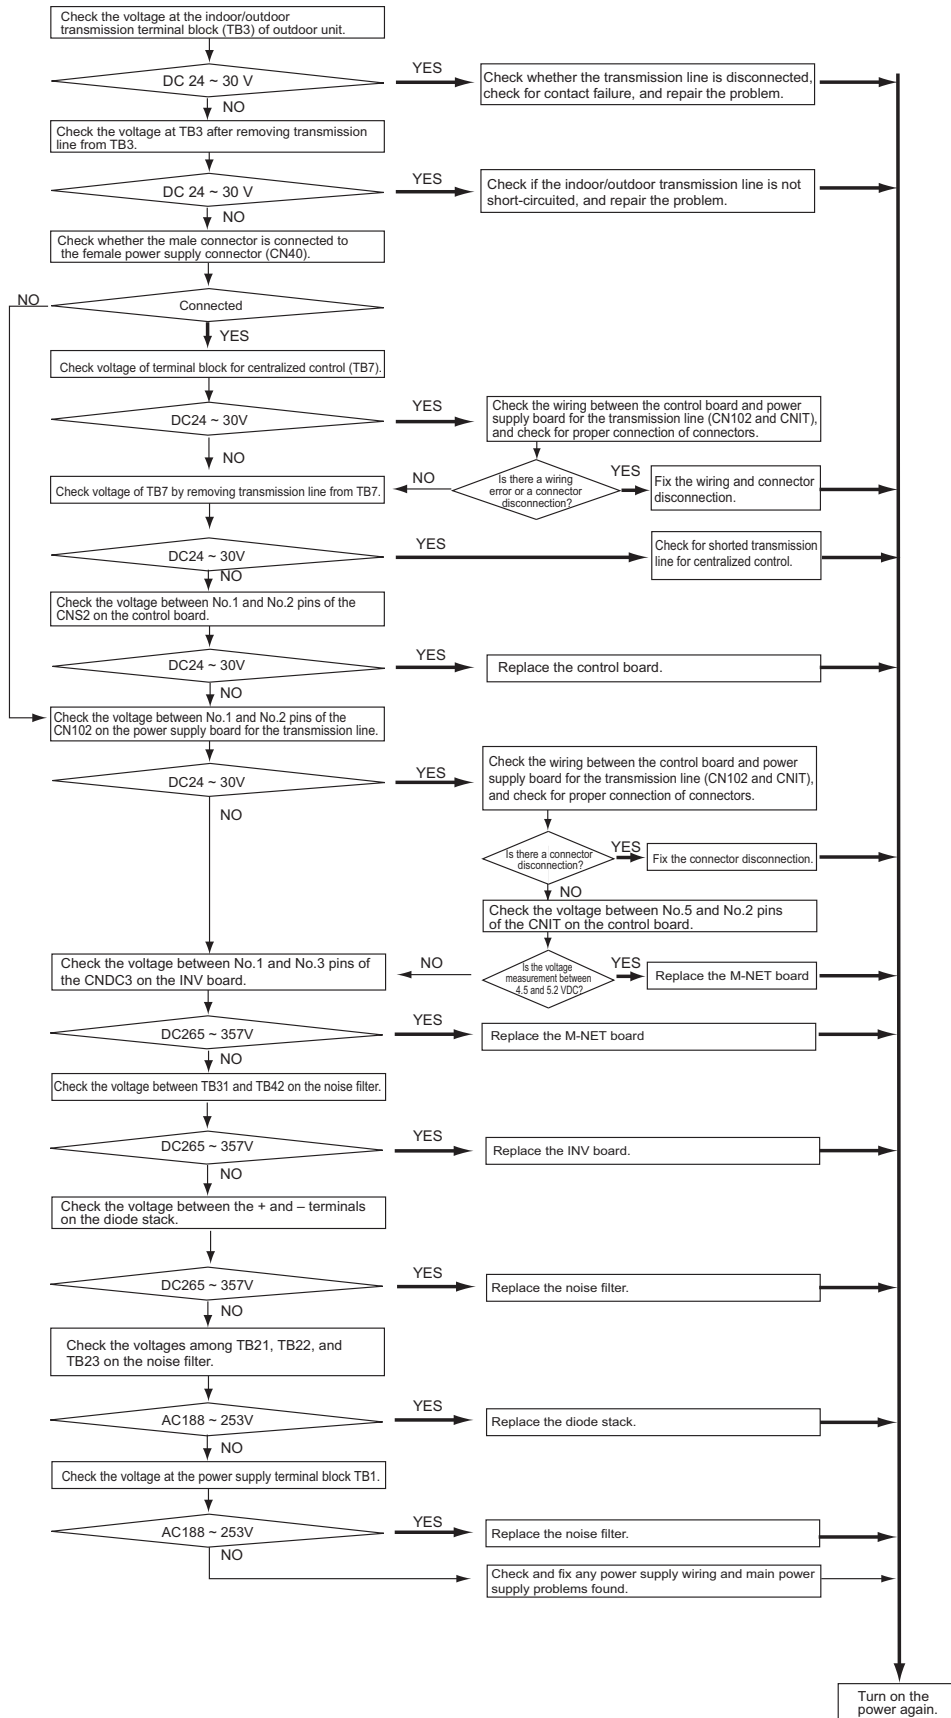 Check the voltage at the indoor/outdoor
transmission terminal block (TB3) of outdoor unit.
DC 24 ~ 30 V
YES
Check whether the transmission line is disconnected,
check for contact failure, and repair the problem.
NO
Check the voltage at TB3 after removing transmission
line from TB3.
DC 24 ~ 30 V
YES
Check if the indoor/outdoor transmission line is not
short-circuited, and repair the problem.
NO
Check whether the male connector is connected to
the female power supply connector (CN40).
NO
Connected
YES
Check voltage of terminal block for centralized control (TB7).
DC24 ~ 30V
YES
Check the wiring between the control board and power
supply board for the transmission line (CN102 and CNIT),
and check for proper connection of connectors.
NO
Check voltage of TB7 by removing transmission line from TB7.
NO
Is there a wiring
error or a connector
disconnection?
YES
Fix the wiring and connector
disconnection.
DC24 ~ 30V
YES
Check for shorted transmission
line for centralized control.
NO
Check the voltage between No.1 and No.2 pins of the
CNS2 on the control board.
DC24 ~ 30V
YES
Replace the control board.
NO
Check the voltage between No.1 and No.2 pins of the
CN102 on the power supply board for the transmission line.
DC24 ~ 30V
YES
Check the wiring between the control board and power
supply board for the transmission line (CN102 and CNIT),
and check for proper connection of connectors.
NO
Is there a connector
disconnection?
YES
Fix the connector disconnection.
NO
Check the voltage between No.5 and No.2 pins
of the CNIT on the control board.
Check the voltage between No.1 and No.3 pins of
the CNDC3 on the INV board.
NO
Is the voltage
measurement between
4.5 and 5.2 VDC?
YES
Replace the M-NET board
DC265 ~ 357V
YES
Replace the M-NET board
NO
Check the voltage between TB31 and TB42 on the noise filter.
DC265 ~ 357V
YES
Replace the INV board.
NO
Check the voltage between the + and – terminals
on the diode stack.
DC265 ~ 357V
YES
Replace the noise filter.
NO
Check the voltages among TB21, TB22, and
TB23 on the noise filter.
AC188 ~ 253V
YES
Replace the diode stack.
NO
Check the voltage at the power supply terminal block TB1.
AC188 ~ 253V
YES
Replace the noise filter.
NO
Check and fix any power supply wiring and main power
supply problems found.
Turn on the
power again.